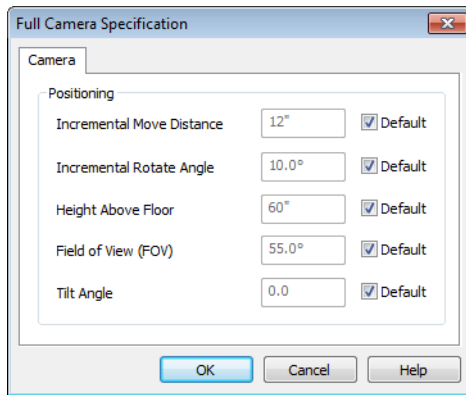 Full Camera Specification
Camera
Positioning
Incremental Move Distance 12" Default
Incremental Rotate Angle 10.0° Default
Height Above Floor 60" Default
Field of View (FOV) 55.0° Default
Tilt Angle 0.0 Default
OK Cancel Help